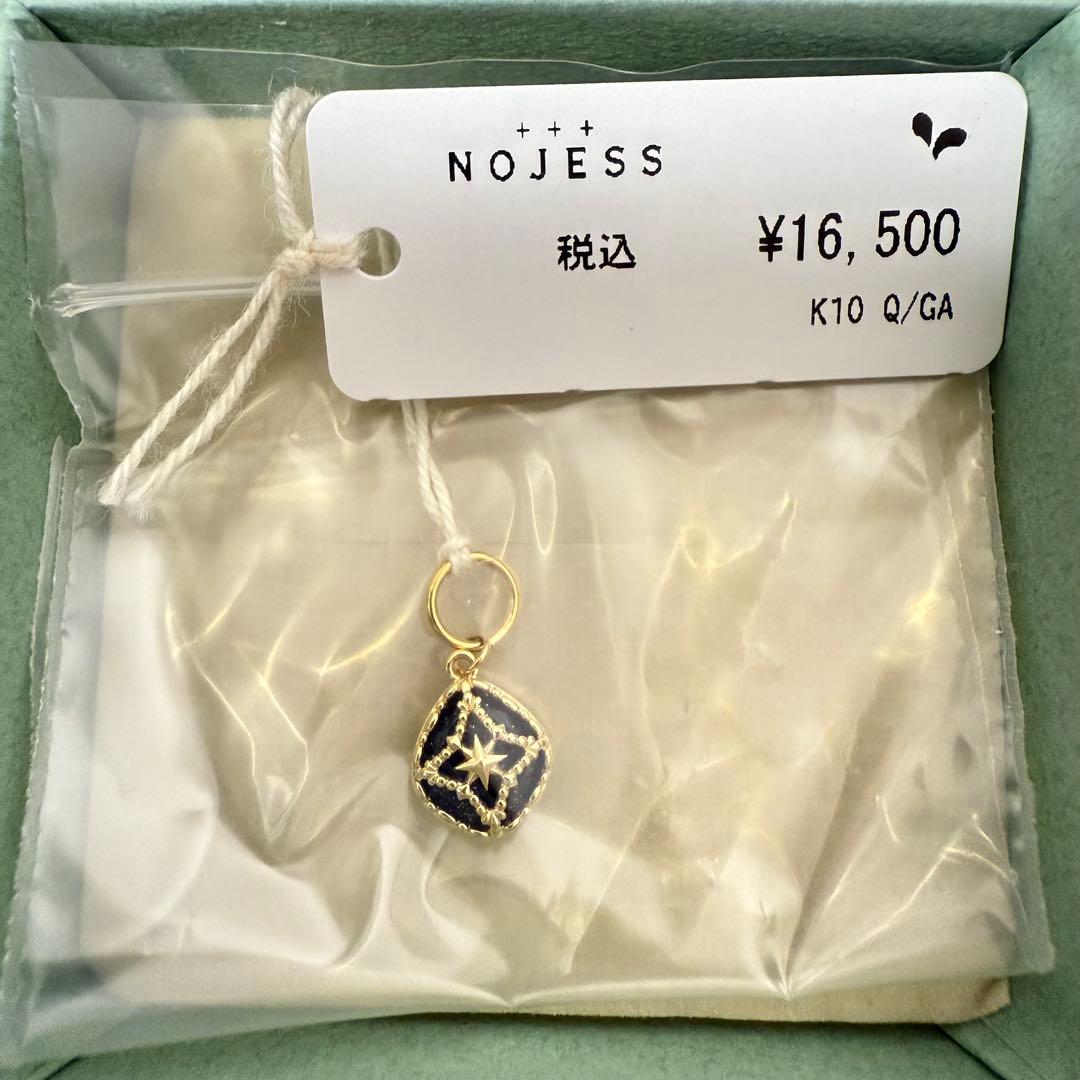 + + +
NOJESS
税込 ¥16,500
K10 Q/GA